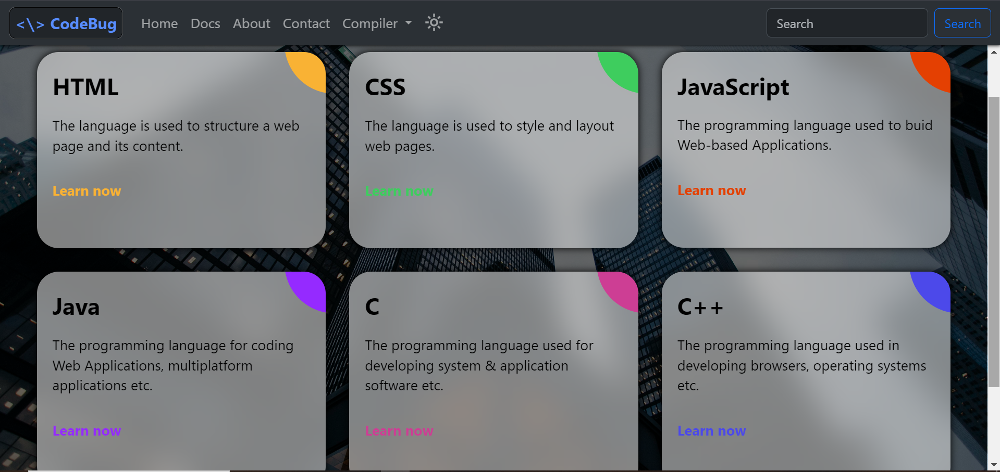 <\> CodeBug Home Docs About Contact Compiler Search Search
HTML
The language is used to structure a web
page and its content.
Learn now
CSS
The language is used to style and layout
web pages.
Learn now
JavaScript
The programming language used to buid
Web-based Applications.
Learn now
Java
The programming language for coding
Web Applications, multiplatform
applications etc.
Learn now
C
The programming language used for
developing system & application
software etc.
Learn now
C++
The programming language used in
developing browsers, operating systems
etc.
Learn now